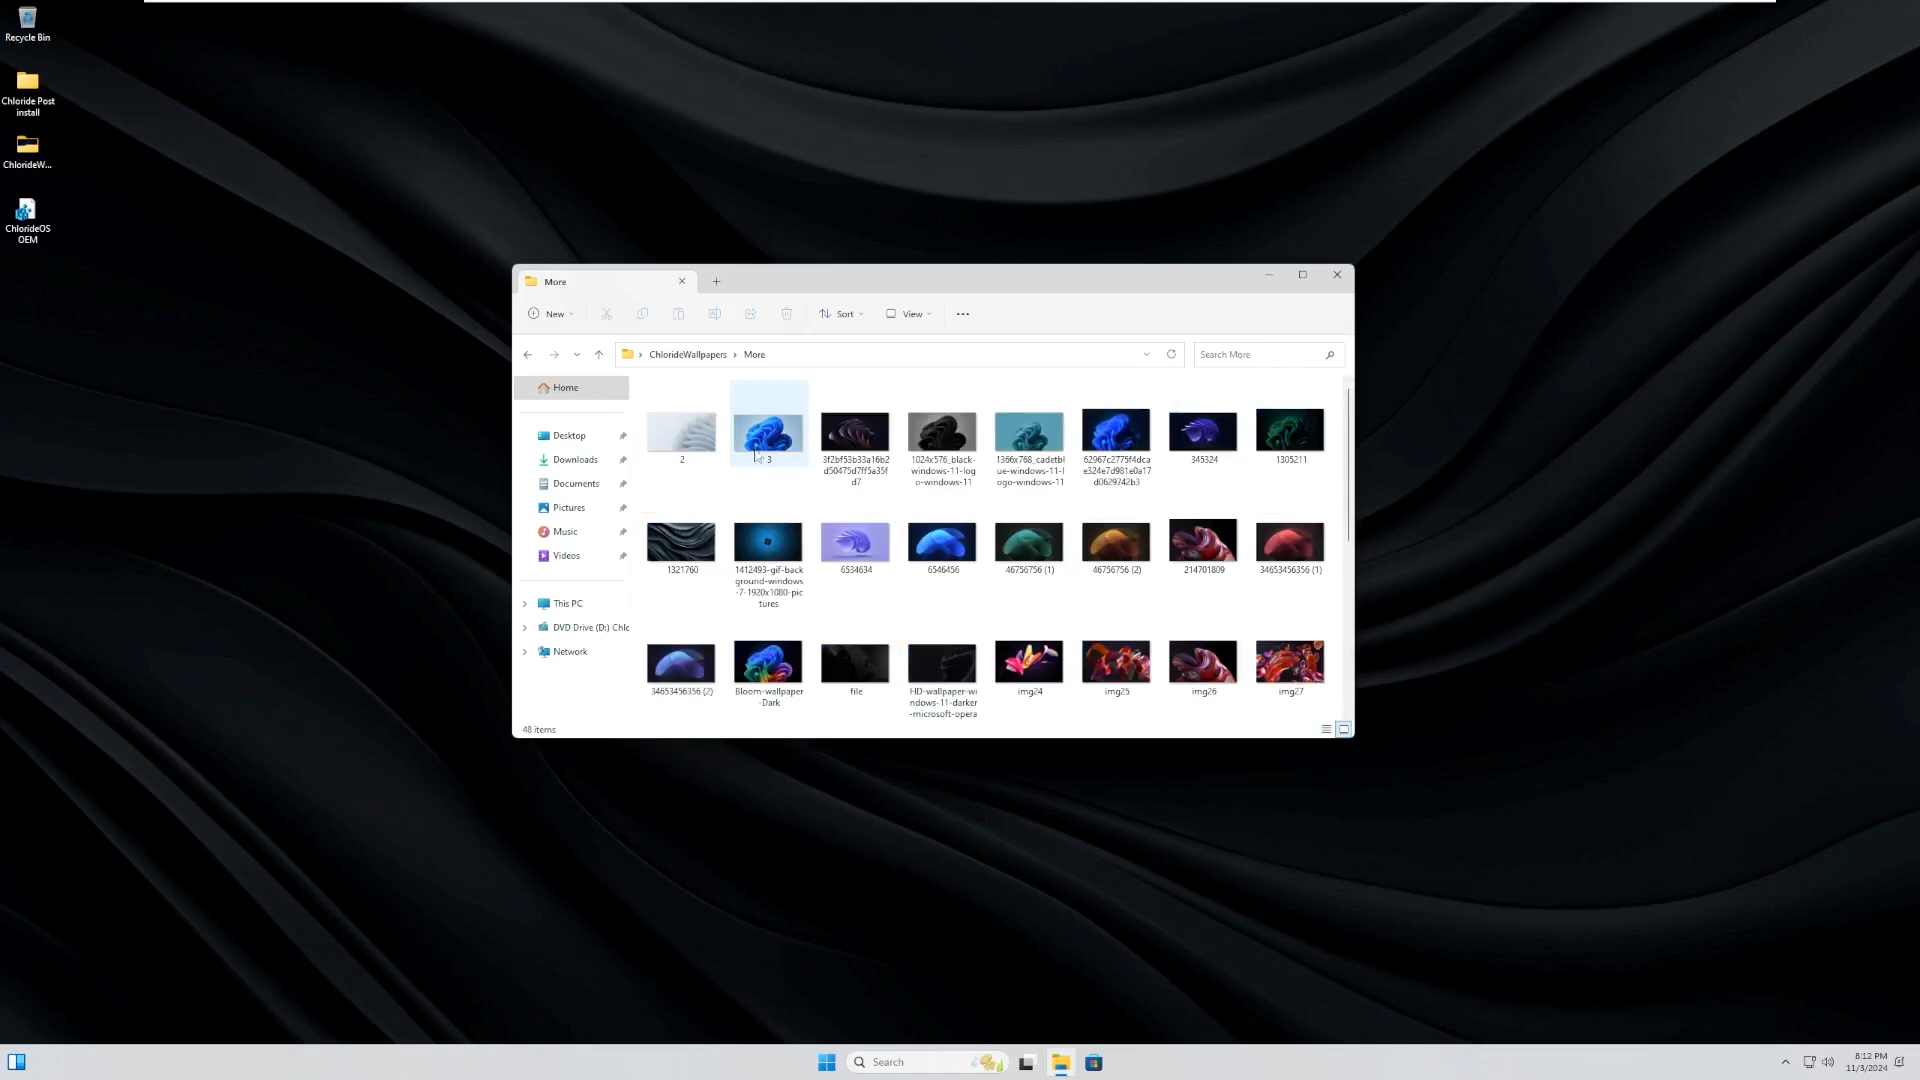 Recycle Bin
Chloride Post
install
ChlorideW...
ChlorideOS
OEM
More
New
Sort
View
ChlorideWallpapers
More
Search More
Home
Desktop
Downloads
Documents
Pictures
Music
Videos
This PC
DVD Drive (D:) Chlc
Network
2
3
3f2bf53b33a16b2
d50475d7ff5a35f
d7
1024x576_black-
windows-11-log
o-windows-11
1366x768_cadetbl
ue-windows-11-l
ogo-windows-11
62967c2775f4dca
e324e7d981e0a17
d0629742b3
345324
1305211
1321760
1412493-gif-back
ground-windows
-7-1920x1080-pic
tures
6534634
6546456
46756756 (1)
46756756 (2)
214701809
34653456356 (1)
34653456356 (2)
Bloom-wallpaper
-Dark
file
HD-wallpaper-wi
ndows-11-darker
-microsoft-opera
img24
img25
img26
img27
48 items
Search
8:12 PM
11/3/2024